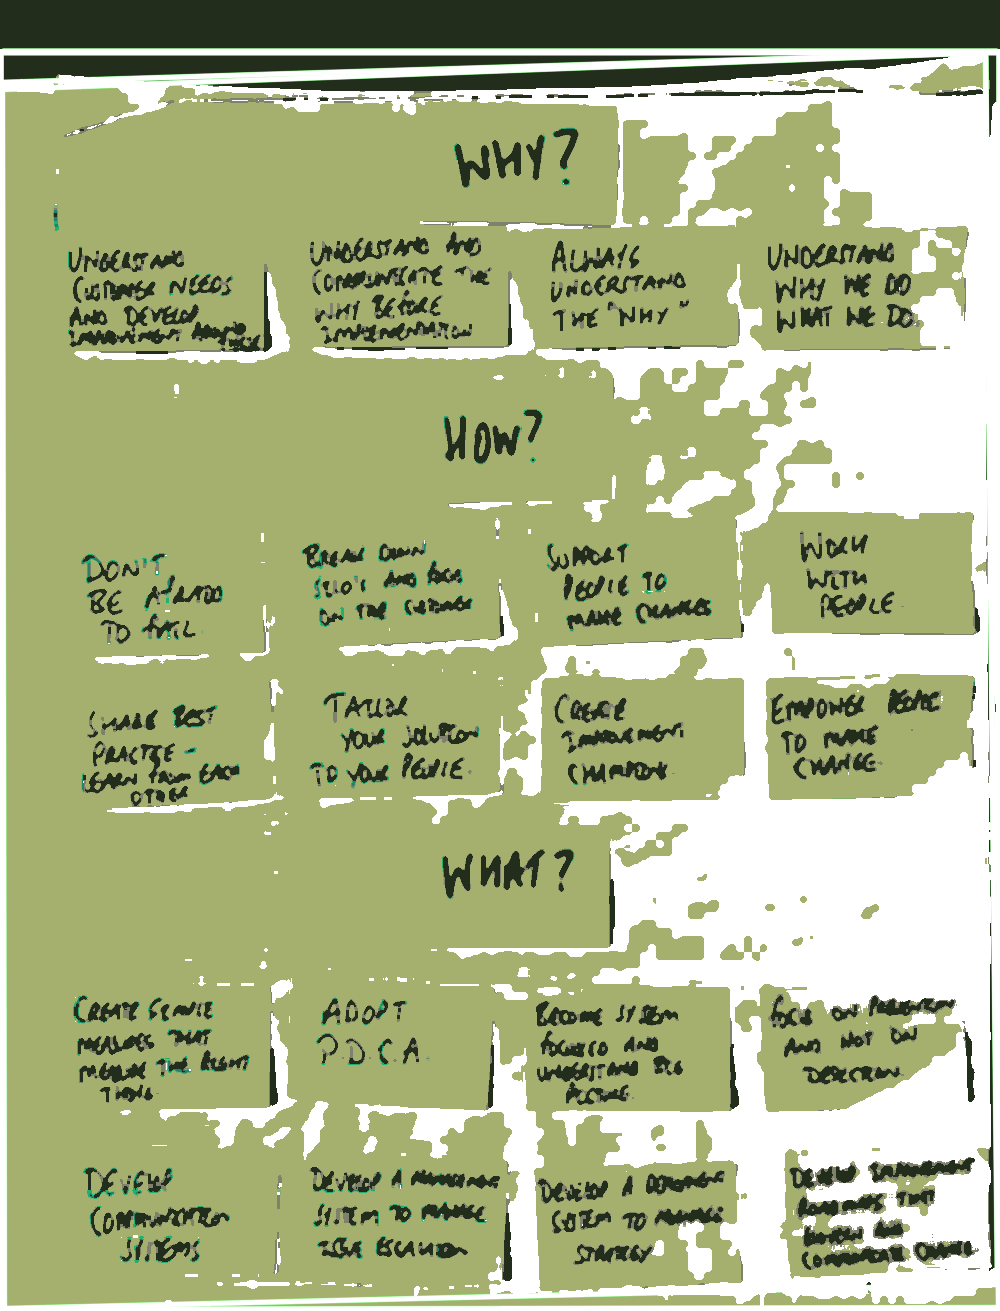 WHY?
UNDERSTAND
CUSTOMER NEEDS
AND DEVELOP
IMPROVEMENT AROUND
THESE
UNDERSTAND AND
COMMUNICATE THE
WHY BEFORE
IMPLEMENTATION
ALWAYS
UNDERSTAND
THE "WHY"
UNDERSTAND
WHY WE DO
WHAT WE DO.
HOW?
DON'T
BE AFRAID
TO FAIL.
BREAK DOWN
SILO'S AND FOCUS
ON THE CUSTOMER
SUPPORT
PEOPLE TO
MAKE CHANGES
WORK
WITH
PEOPLE.
SHARE BEST
PRACTICE -
LEARN FROM EACH
OTHER
TAILOR
YOUR SOLUTION
TO YOUR PEOPLE.
CREATE
IMPROVEMENT
CHAMPIONS.
EMPOWER PEOPLE
TO MAKE
CHANGE.
WHAT?
CREATE SERVICE
MEASURES THAT
MEASURE THE RIGHT
THING.
ADOPT
P.D.C.A.
BECOME SYSTEM
FOCUSED AND
UNDERSTAND BIG
PICTURE.
FOCUS ON PREVENTION
AND NOT ON
DETECTION.
DEVELOP
COMMUNICATION
SYSTEMS
DEVELOP A MANAGEMENT
SYSTEM TO MANAGE
ISSUE ESCALATION
DEVELOP A
SYSTEM TO MANAGE
STRATEGY
DEVELOP IMPROVEMENT
ROADMAPS THAT
AND
COMMUNICATE CHANGE.